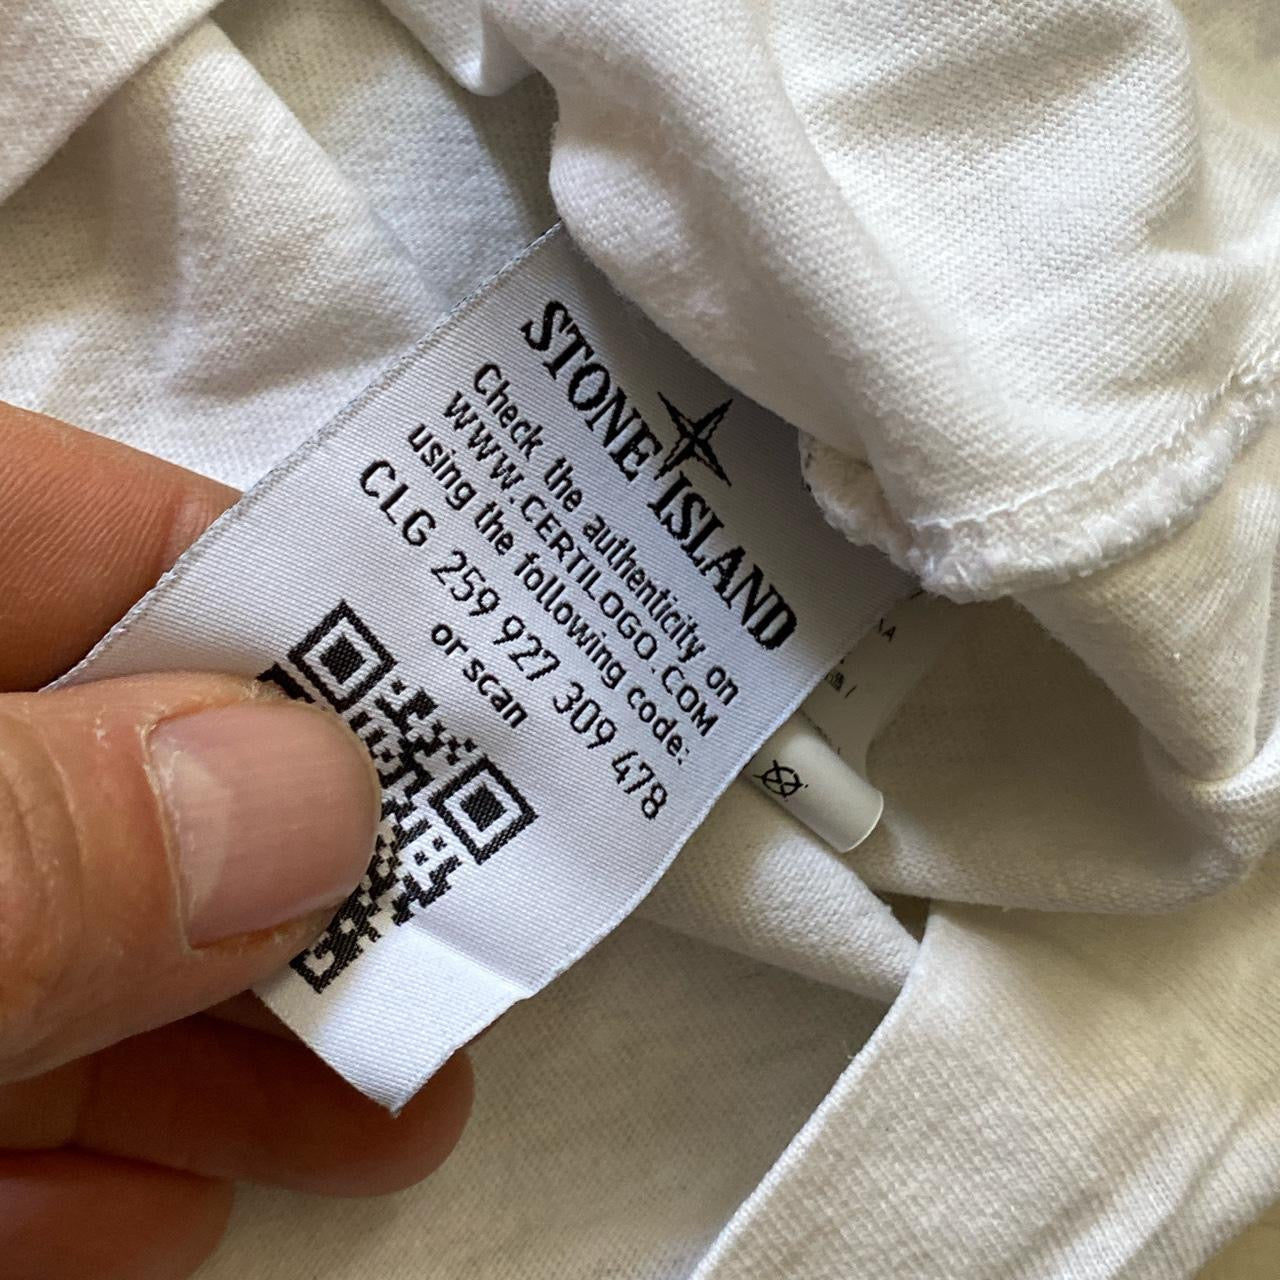 STONE ISLAND
Check the authenticity on
WWW.CERTILOGO.COM
using the following code:
CLG 259 927 309 478
or scan